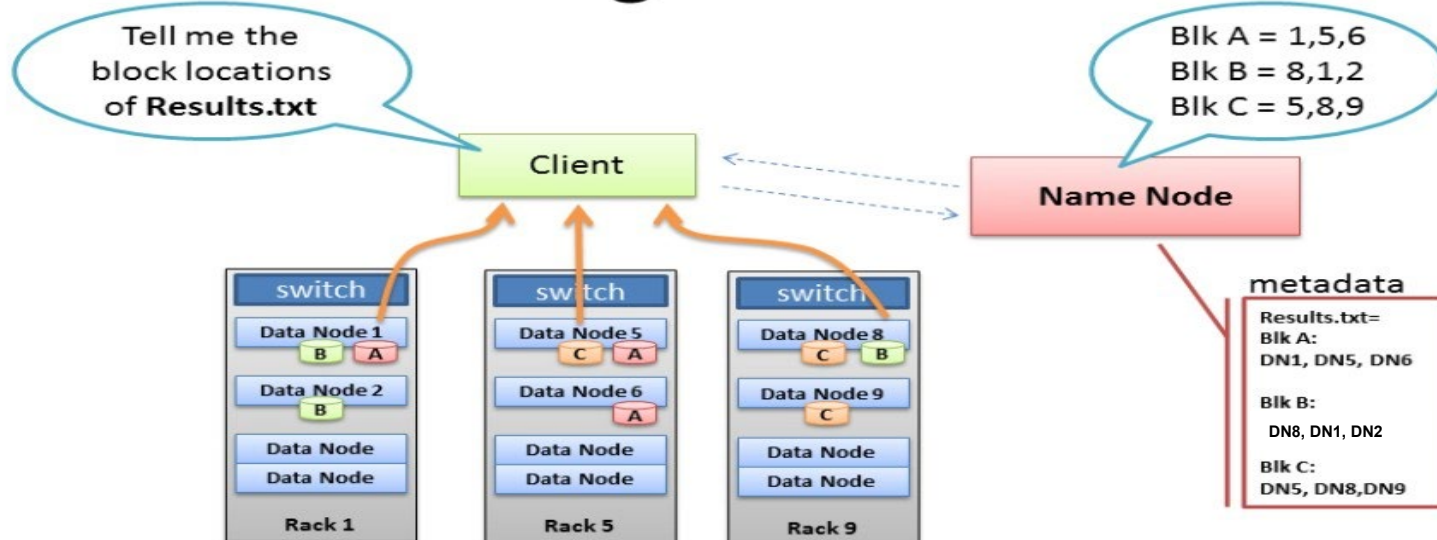 Tell me the
block locations
of Results.txt
Blk A = 1,5,6
Blk B = 8,1,2
Blk C = 5,8,9
Client
Name Node
switch
Data Node 1
B A
Data Node 2
B
Data Node
Data Node
Rack 1
switch
Data Node 5
C A
Data Node 6
A
Data Node
Data Node
Rack 5
switch
Data Node 8
C B
Data Node 9
C
Data Node
Data Node
Rack 9
metadata
Results.txt=
Blk A:
DN1, DN5, DN6
Blk B:
DN8, DN1, DN2
Blk C:
DN5, DN8,DN9